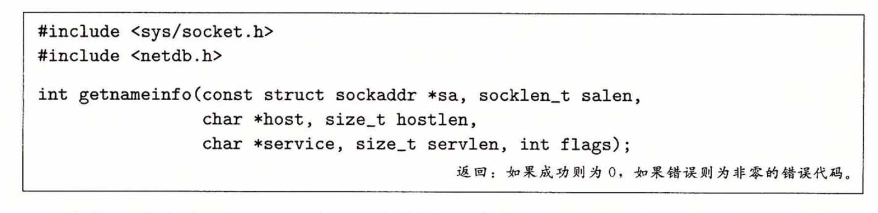 #include <sys/socket.h>
#include <netdb.h>
int getnameinfo(const struct sockaddr *sa, socklen_t salen,
char *host, size_t hostlen,
char *service, size_t servlen, int flags);
返回：如果成功则为 0，如果错误则为非零的错误代码。